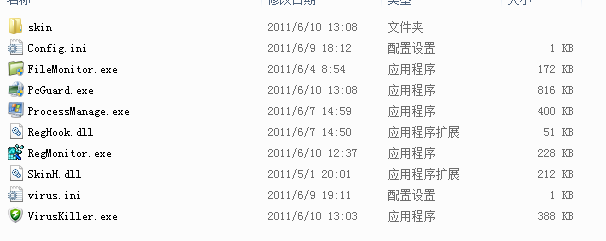 名称 修改日期 类型 大小
skin 2011/6/10 13:08 文件夹
Config.ini 2011/6/9 18:12 配置设置 1 KB
FileMonitor.exe 2011/6/4 8:54 应用程序 172 KB
PcGuard.exe 2011/6/10 13:08 应用程序 816 KB
ProcessManage.exe 2011/6/7 14:59 应用程序 400 KB
RegHook.dll 2011/6/7 14:50 应用程序扩展 51 KB
RegMonitor.exe 2011/6/10 12:37 应用程序 228 KB
SkinH.dll 2011/5/1 20:01 应用程序扩展 212 KB
virus.ini 2011/6/9 19:11 配置设置 1 KB
VirusKiller.exe 2011/6/10 13:03 应用程序 388 KB